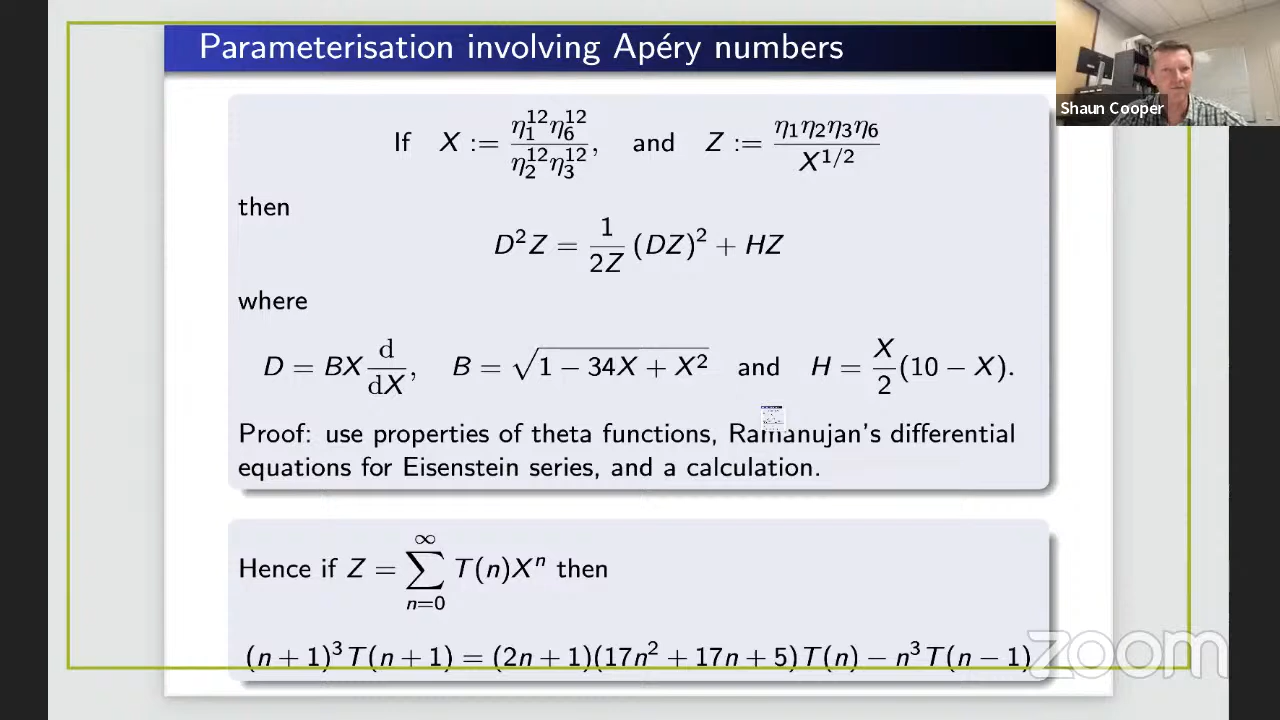 Parameterisation involving Apéry numbers
Shaun Cooper
If X := η₁¹²η₆¹² / η₂¹²η₃¹², and Z := η₁η₂η₃η₆ / X^{1/2}
then
D²Z = 1/(2Z) (DZ)² + HZ
where
D = BX d/dX, B = √(1 − 34X + X²) and H = X/2 (10 − X).
Proof: use properties of theta functions, Ramanujan's differential
equations for Eisenstein series, and a calculation.
Hence if Z = ∑_{n=0}^{∞} T(n)Xⁿ then
(n + 1)³T(n + 1) = (2n + 1)(17n² + 17n + 5)T(n) − n³T(n − 1)
zoom